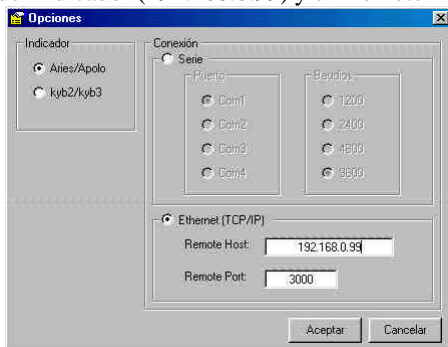 Opciones
Indicador
Aries/Apolo
kyb2/kyb3
Conexión
Serie
Puerto
Com1
Com2
Com3
Com4
Baudios
1200
2400
4800
9600
Ethernet (TCP/IP)
Remote Host:
192.168.0.99
Remote Port:
3000
Aceptar
Cancelar